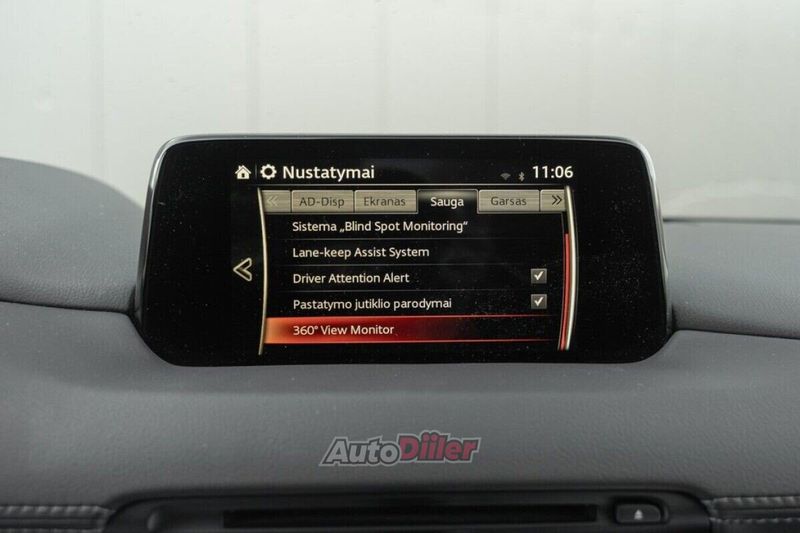 Nustatymai 11:06
AD-Disp Ekranas Sauga Garsas
Sistema „Blind Spot Monitoring“
Lane-keep Assist System
Driver Attention Alert
Pastatymo jutiklio parodymai
360° View Monitor
AutoDiiler